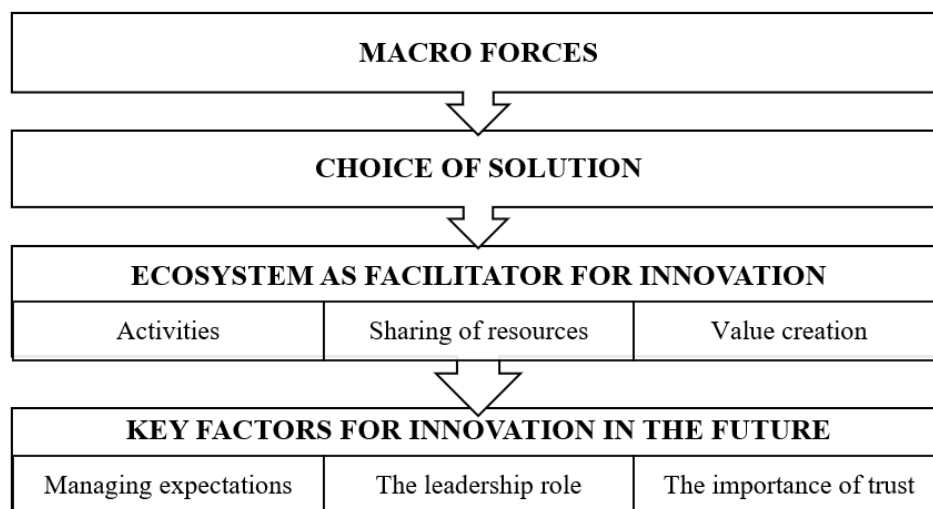 MACRO FORCES
CHOICE OF SOLUTION
ECOSYSTEM AS FACILITATOR FOR INNOVATION
Activities
Sharing of resources
Value creation
KEY FACTORS FOR INNOVATION IN THE FUTURE
Managing expectations
The leadership role
The importance of trust